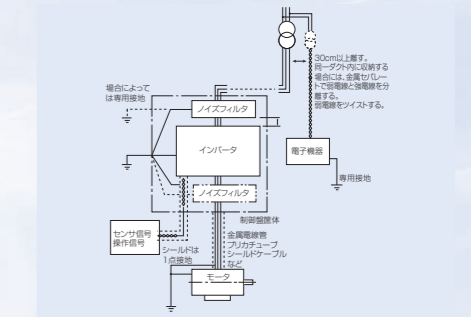 30cm以上離す。
同一ダクト内に収納する
場合には、金属セパレー
トで弱電線と強電線を分
離する。
弱電線をツイストする。
場合によって
は専用接地
ノイズフィルタ
インバータ
電子機器
専用接地
ノイズフィルタ
制御盤筐体
センサ信号
操作信号
シールドは
1点接地
金属電線管
プリカチューブ
シールドケーブル
など
モータ